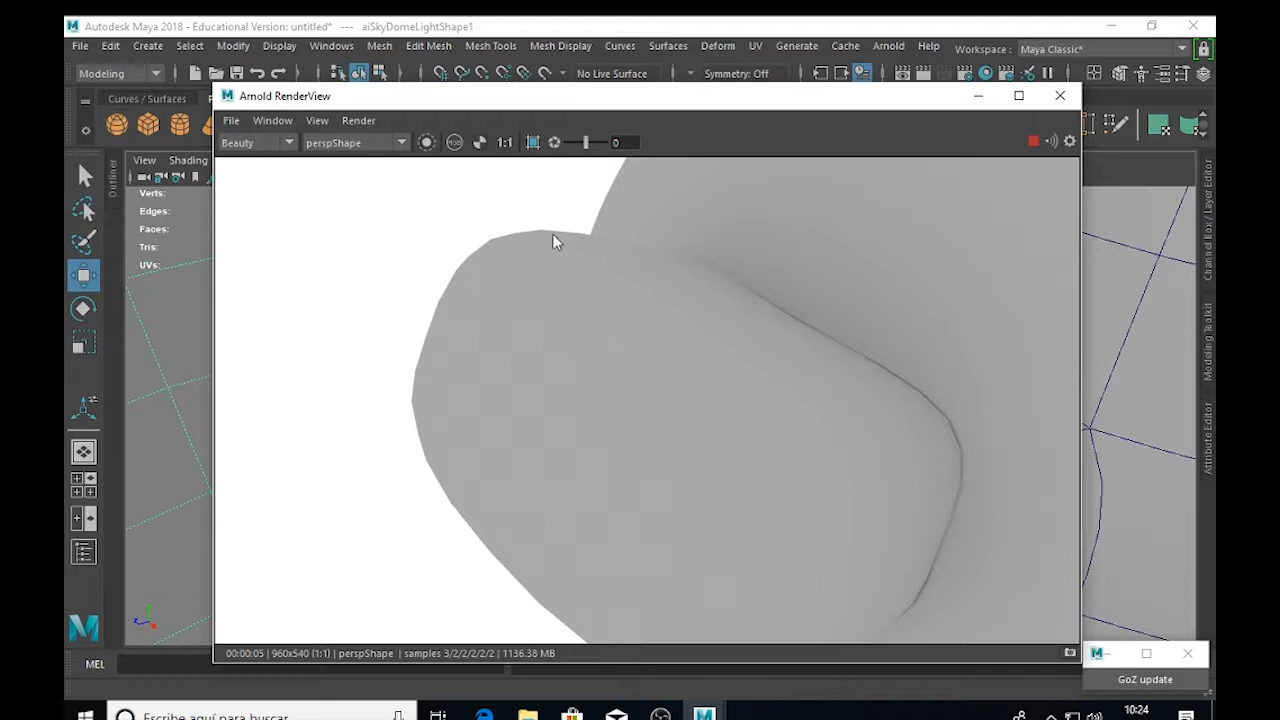 Autodesk Maya 2018 - Educational Version: untitled* --- aiSkyDomeLightShape1
File Edit Create Select Modify Display Windows Mesh Edit Mesh Mesh Tools Mesh Display Curves Surfaces Deform UV Generate Cache Arnold Help Workspace : Maya Classic*
Modeling No Live Surface Symmetry: Off
Curves / Surfaces
Arnold RenderView
File Window View Render
Beauty perspShape 1:1 0
View Shading
Verts:
Edges:
Faces:
Tris:
UVs:
Outliner
Channel Box / Layer Editor
Modeling Toolkit
Attribute Editor
00:00:05 | 960x540 (1:1) | perspShape | samples 3/2/2/2/2/2 | 1136.38 MB
MEL
GoZ update
Escribe aquí para buscar
10:24